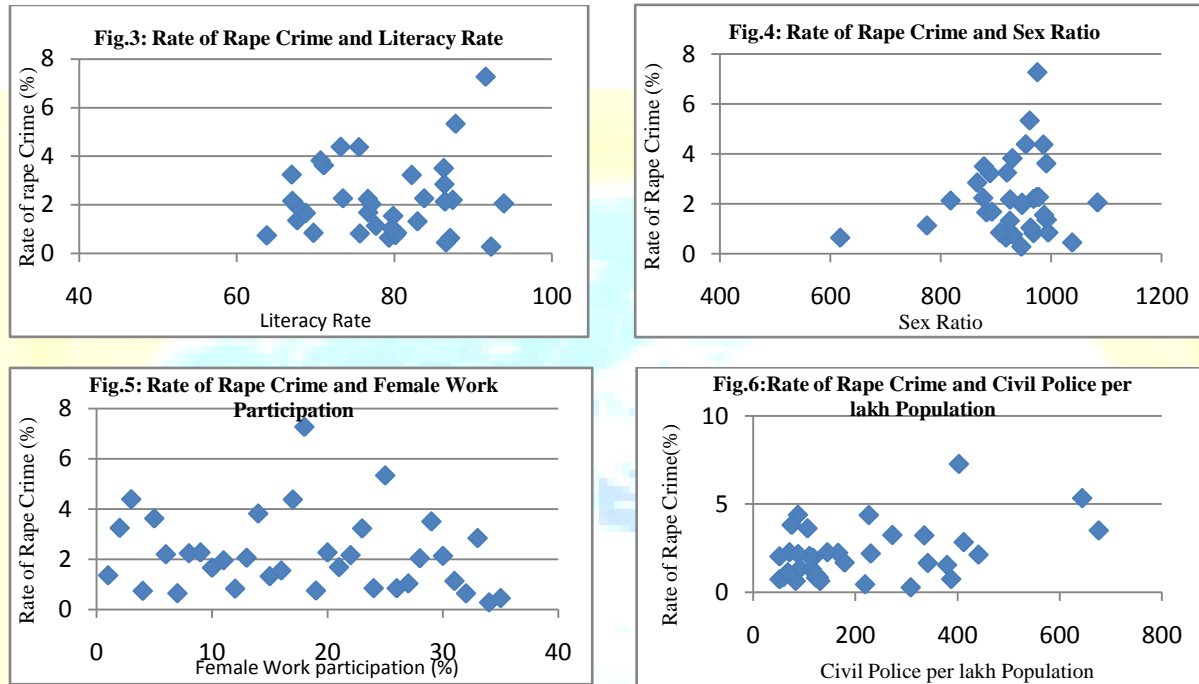 Fig.3: Rate of Rape Crime and Literacy Rate
8
6
4
2
0
40 60 80 100
Rate of rape Crime (%)
Literacy Rate
Fig.4: Rate of Rape Crime and Sex Ratio
8
6
4
2
0
400 600 800 1000 1200
Rate of Rape Crime (%)
Sex Ratio
Fig.5: Rate of Rape Crime and Female Work
Participation
8
6
4
2
0
0 10 20 30 40
Rate of Rape Crime (%)
Female Work participation (%)
Fig.6:Rate of Rape Crime and Civil Police per
lakh Population
10
5
0
0 200 400 600 800
Rate of Rape Crime(%)
Civil Police per lakh Population